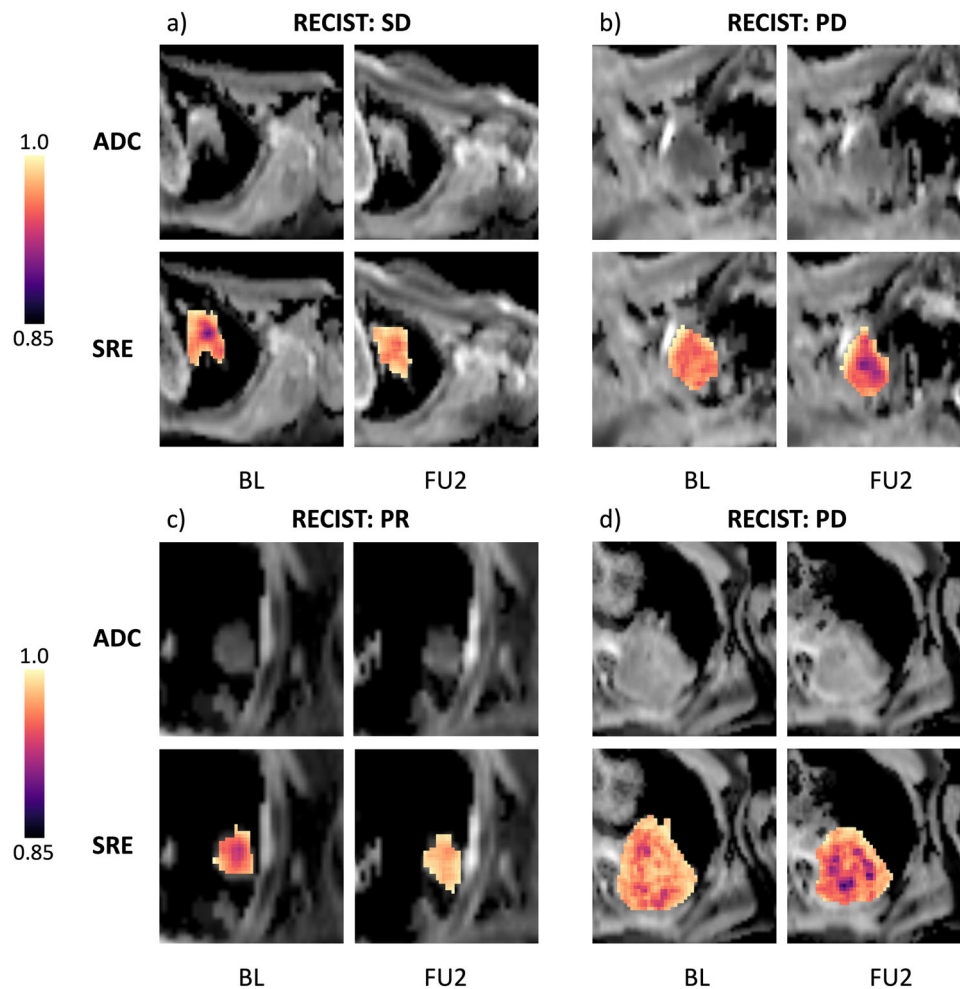 a) RECIST: SD
b) RECIST: PD
1.0
0.85
ADC
SRE
BL FU2
BL FU2
c) RECIST: PR
d) RECIST: PD
1.0
0.85
ADC
SRE
BL FU2
BL FU2